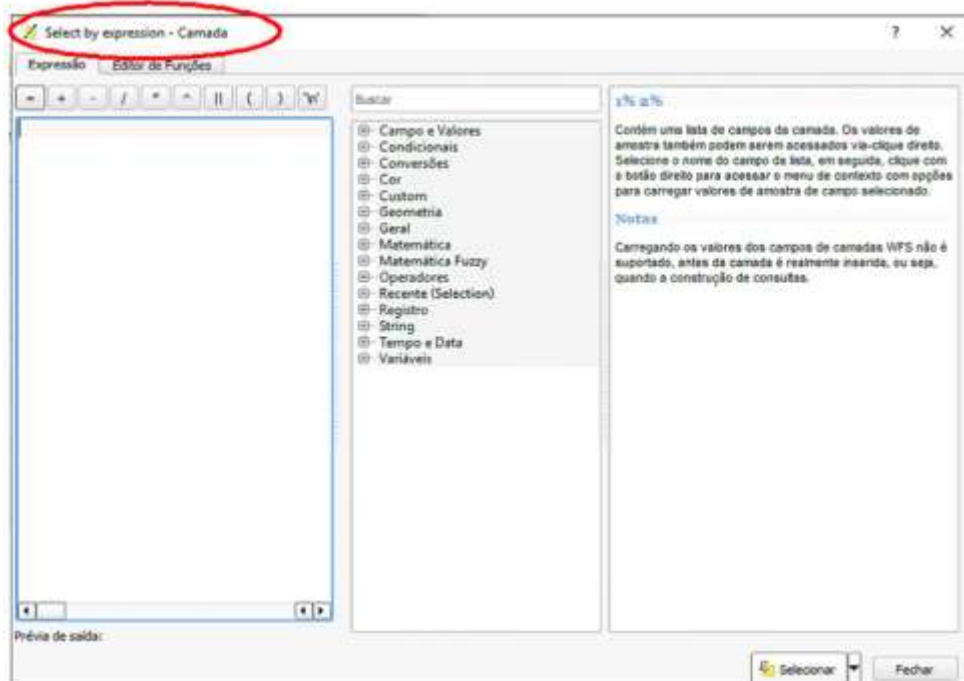 Select by expression - Camada
? ×
Expressão Editor de Funções
= + - / * ^ || ( ) '\n'
Buscar
Campo e Valores
Condicionais
Conversões
Cor
Custom
Geometria
Geral
Matemática
Matemática Fuzzy
Operadores
Recente (Selection)
Registro
String
Tempo e Data
Variáveis
Contém uma lista de campos da camada. Os valores de
amostra também podem serem acessados via-clique direito.
Selecione o nome do campo da lista, em seguida, clique com
o botão direito para acessar o menu de contexto com opções
para carregar valores de amostra de campo selecionado.
Notas
Carregando os valores dos campos de camadas WFS não é
suportado, antes da camada é realmente inserida, ou seja,
quando a construção de consultas.
Prévia de saída:
Selecionar
Fechar